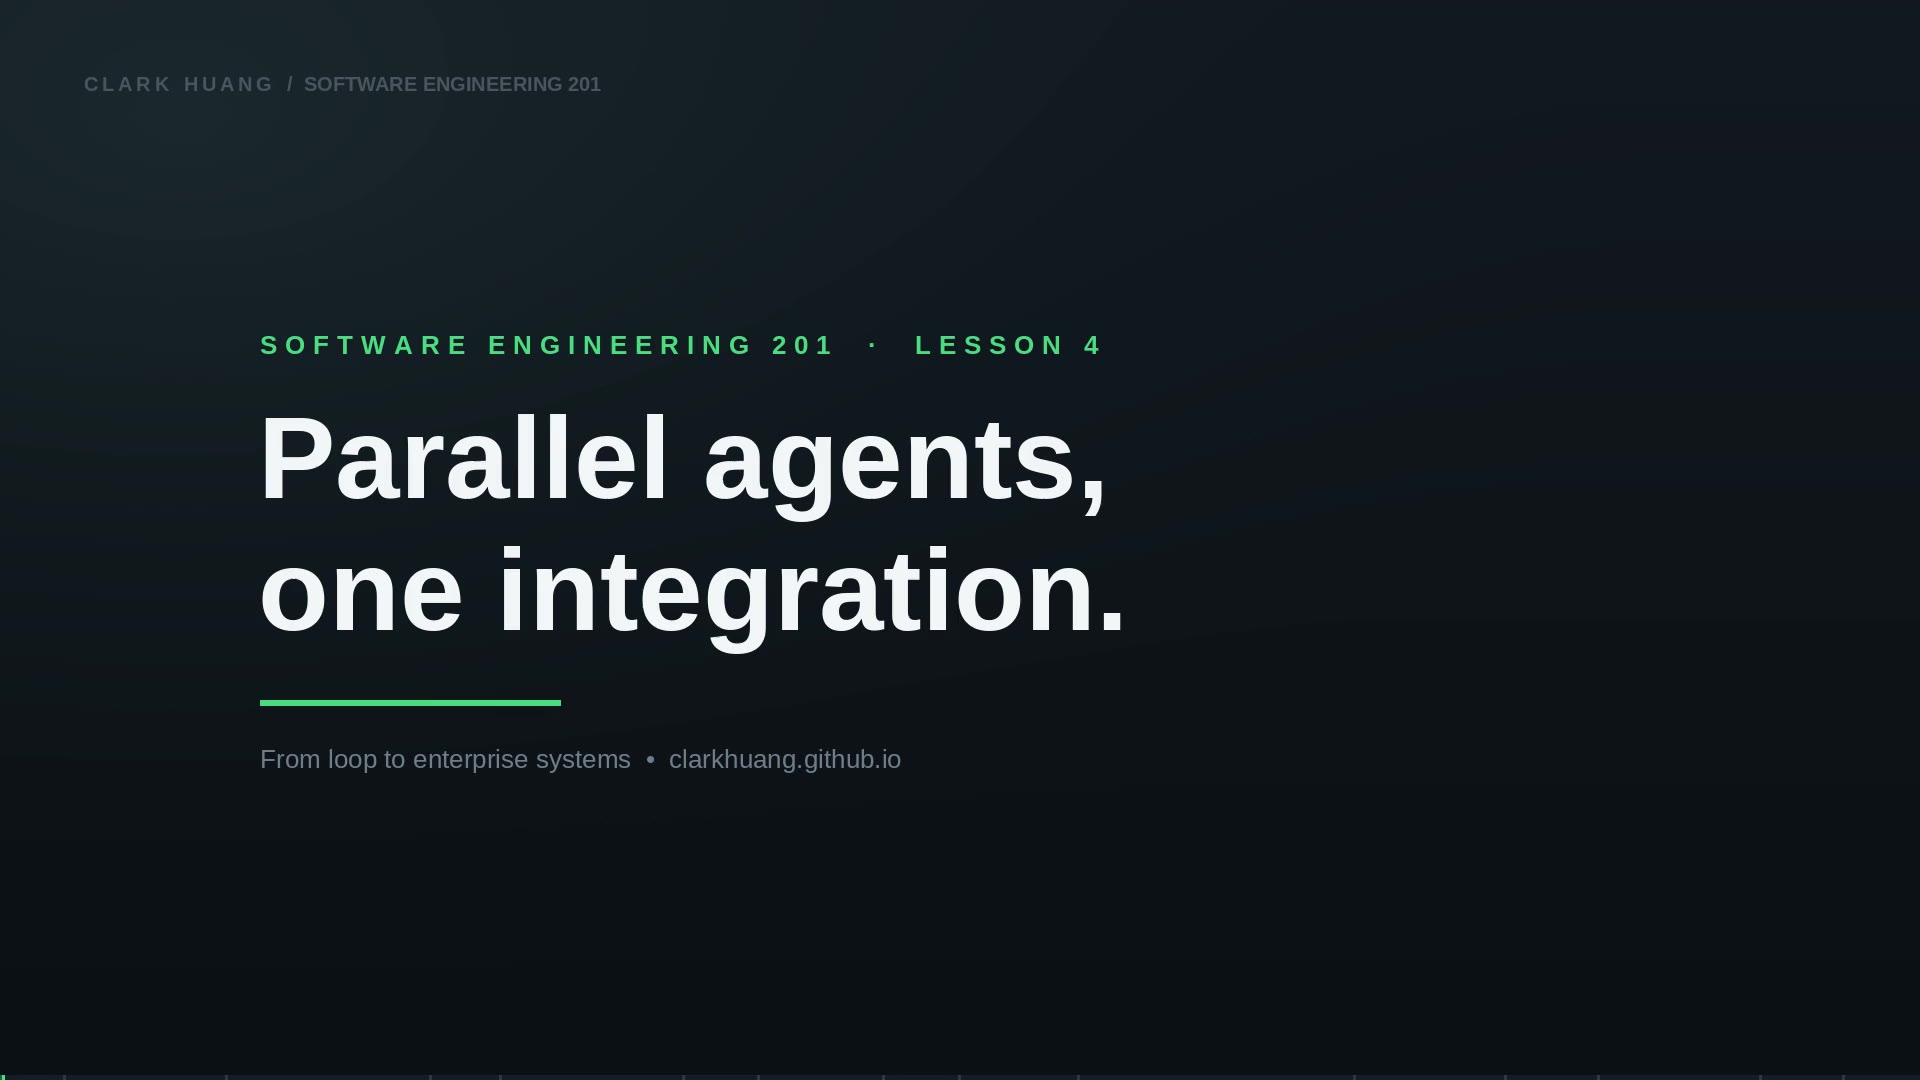 CLARK HUANG / SOFTWARE ENGINEERING 201
SOFTWARE ENGINEERING 201 · LESSON 4
Parallel agents,
one integration.
From loop to enterprise systems • clarkhuang.github.io